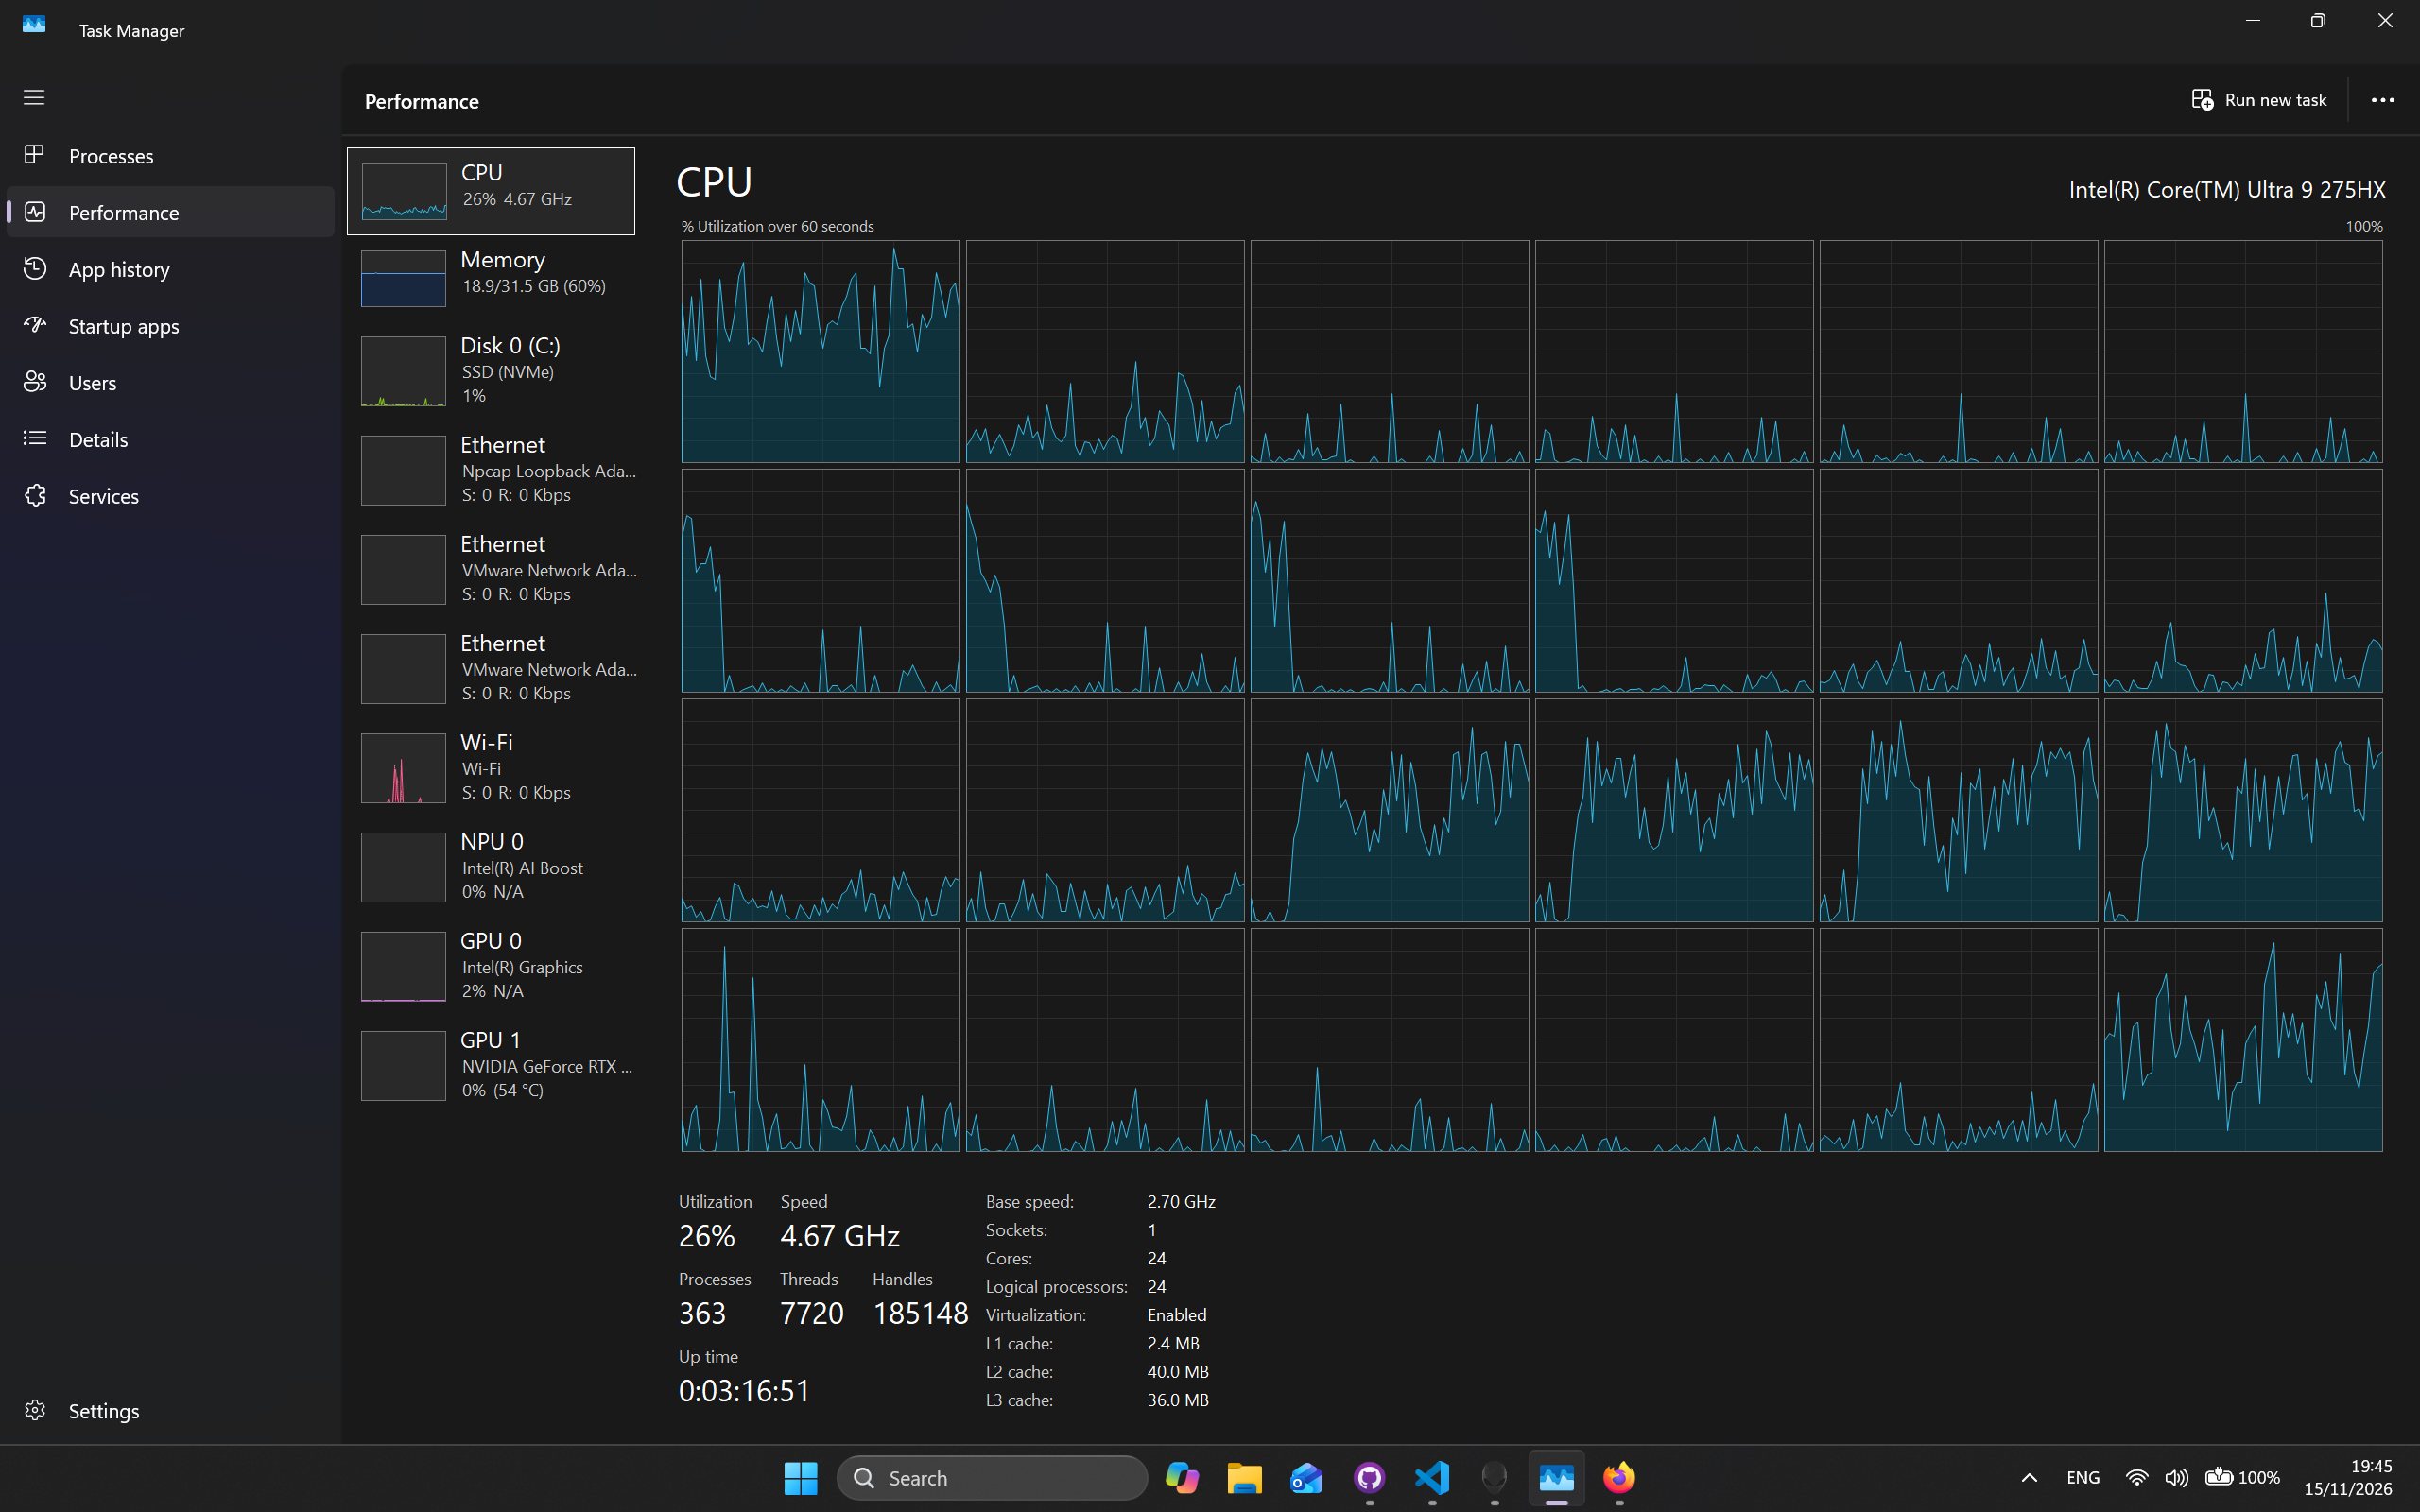 Task Manager
Performance
Run new task
Processes
Performance
App history
Startup apps
Users
Details
Services
Settings
CPU
26% 4.67 GHz
Memory
18.9/31.5 GB (60%)
Disk 0 (C:)
SSD (NVMe)
1%
Ethernet
Npcap Loopback Ada...
S: 0 R: 0 Kbps
Ethernet
VMware Network Ada...
S: 0 R: 0 Kbps
Ethernet
VMware Network Ada...
S: 0 R: 0 Kbps
Wi-Fi
Wi-Fi
S: 0 R: 0 Kbps
NPU 0
Intel(R) AI Boost
0% N/A
GPU 0
Intel(R) Graphics
2% N/A
GPU 1
NVIDIA GeForce RTX ...
0% (54 °C)
CPU
Intel(R) Core(TM) Ultra 9 275HX
% Utilization over 60 seconds
100%
Utilization Speed
26% 4.67 GHz
Processes Threads Handles
363 7720 185148
Up time
0:03:16:51
Base speed: 2.70 GHz
Sockets: 1
Cores: 24
Logical processors: 24
Virtualization: Enabled
L1 cache: 2.4 MB
L2 cache: 40.0 MB
L3 cache: 36.0 MB
Search
ENG
100%
19:45
15/11/2026